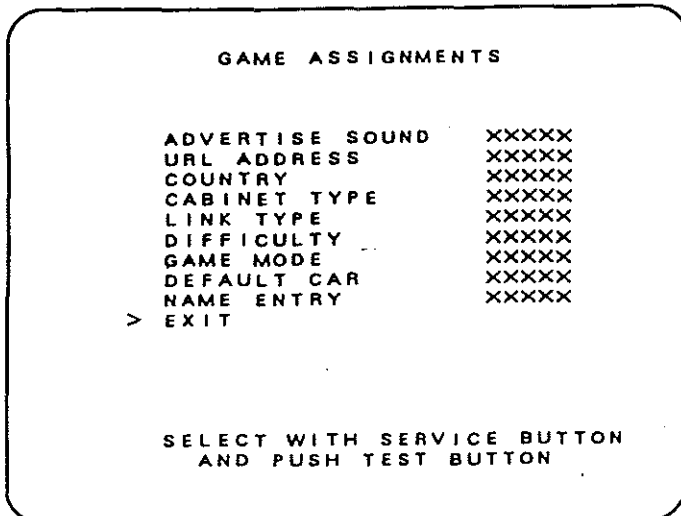 GAME ASSIGNMENTS
ADVERTISE SOUND XXXXX
URL ADDRESS XXXXX
COUNTRY XXXXX
CABINET TYPE XXXXX
LINK TYPE XXXXX
DIFFICULTY XXXXX
GAME MODE XXXXX
DEFAULT CAR XXXXX
NAME ENTRY XXXXX
> EXIT
SELECT WITH SERVICE BUTTON
AND PUSH TEST BUTTON